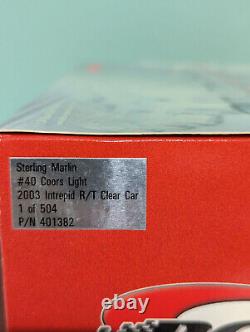 Sterling Marlin
#40 Coors Light
2003 Intrepid R/T Clear Car
1 of 504
P/N 401382